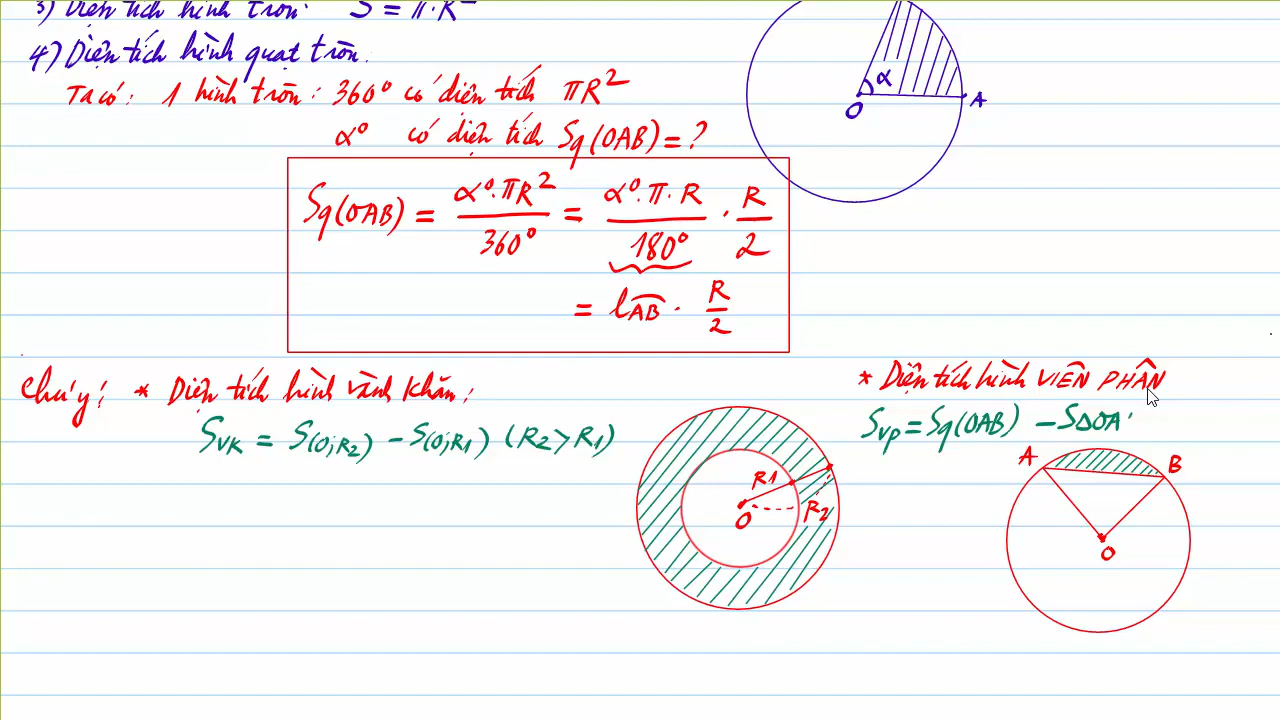 3) Diện tích hình tròn: S = π.R²
4) Diện tích hình quạt tròn.
Ta có: 1 hình tròn: 360° có diện tích πR²
α° có diện tích Sq(OAB) = ?
Sq(OAB) = α°.πR² / 360° = α°.π.R / 180° . R / 2
= l AB . R / 2
α
O
A
Chú ý: * Diện tích hình vành khăn:
SVK = S(O;R2) - S(O;R1) (R2 > R1)
R1
O
R2
* Diện tích hình VIÊN PHÂN
Svp = Sq(OAB) - SΔOA
A
B
O